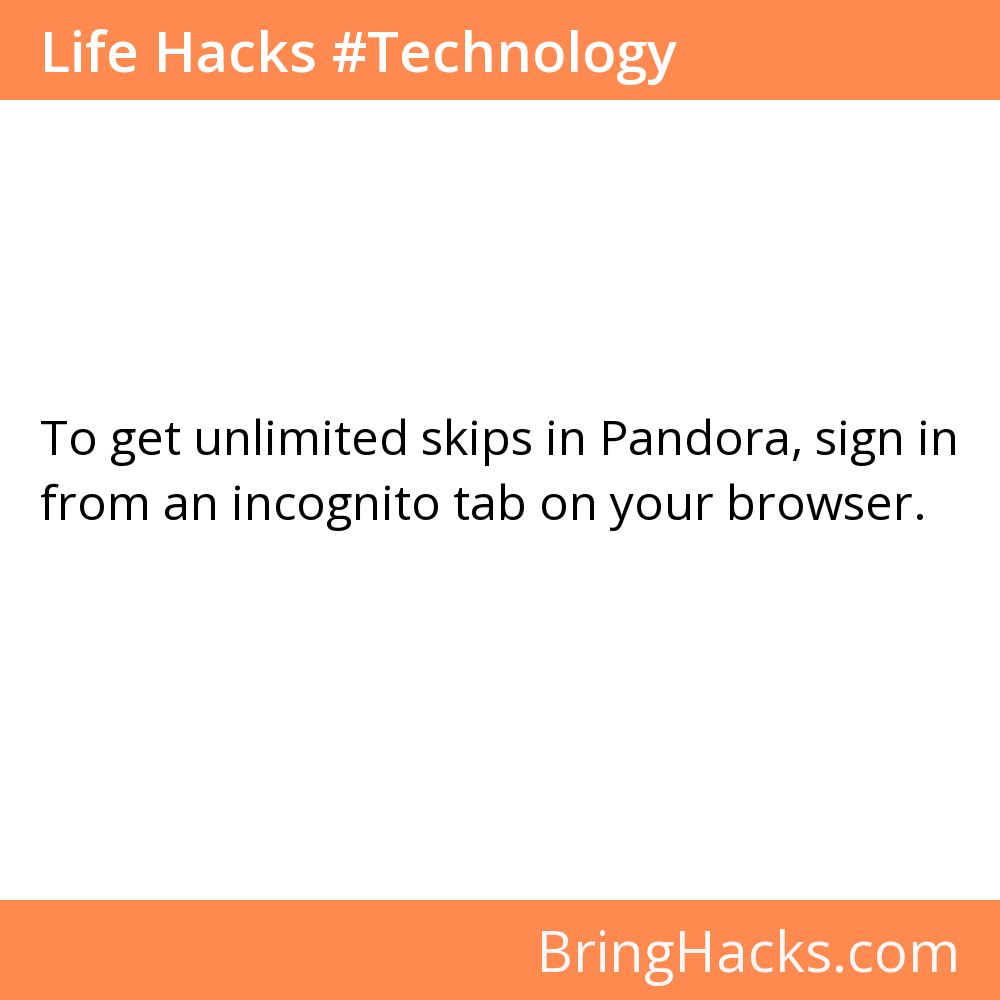 Life Hacks #Technology
To get unlimited skips in Pandora, sign in
from an incognito tab on your browser.
BringHacks.com